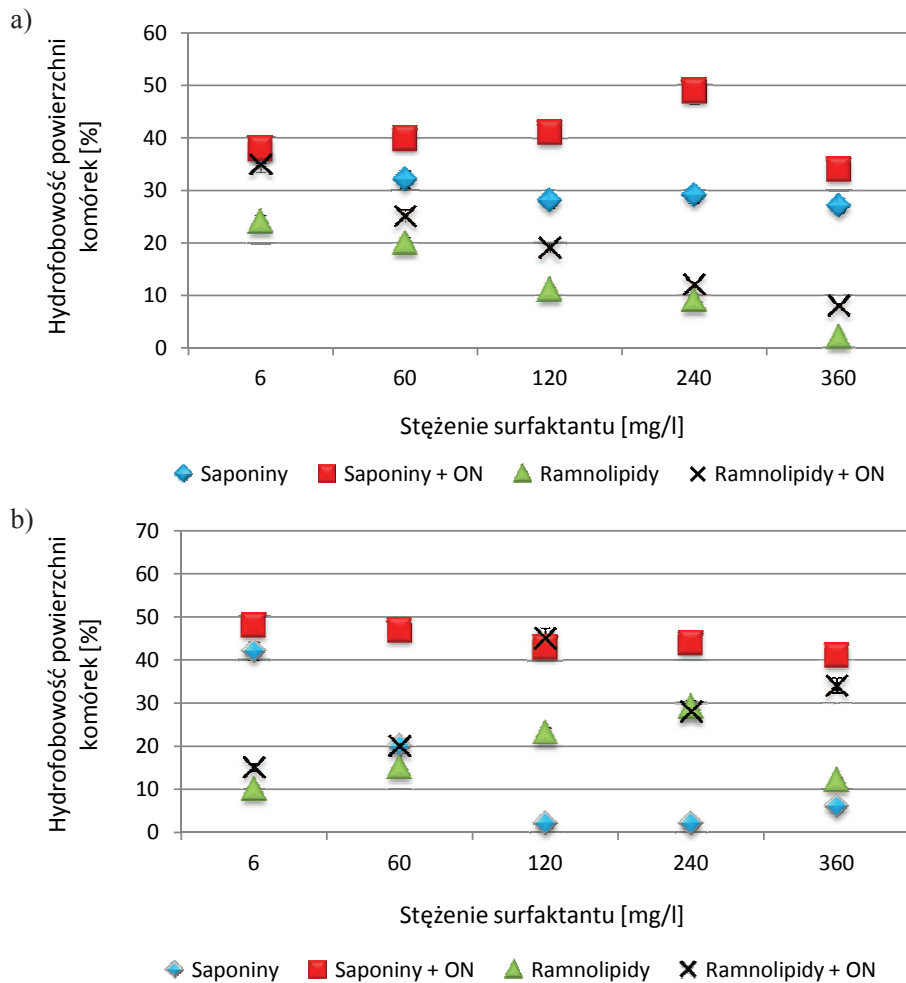 a)
Hydrofobowość powierzchni
komórek [%]
60
50
40
30
20
10
0
6 60 120 240 360
Stężenie surfaktantu [mg/l]
Saponiny Saponiny + ON Ramnolipidy Ramnolipidy + ON
b)
Hydrofobowość powierzchni
komórek [%]
70
60
50
40
30
20
10
0
6 60 120 240 360
Stężenie surfaktantu [mg/l]
Saponiny Saponiny + ON Ramnolipidy Ramnolipidy + ON